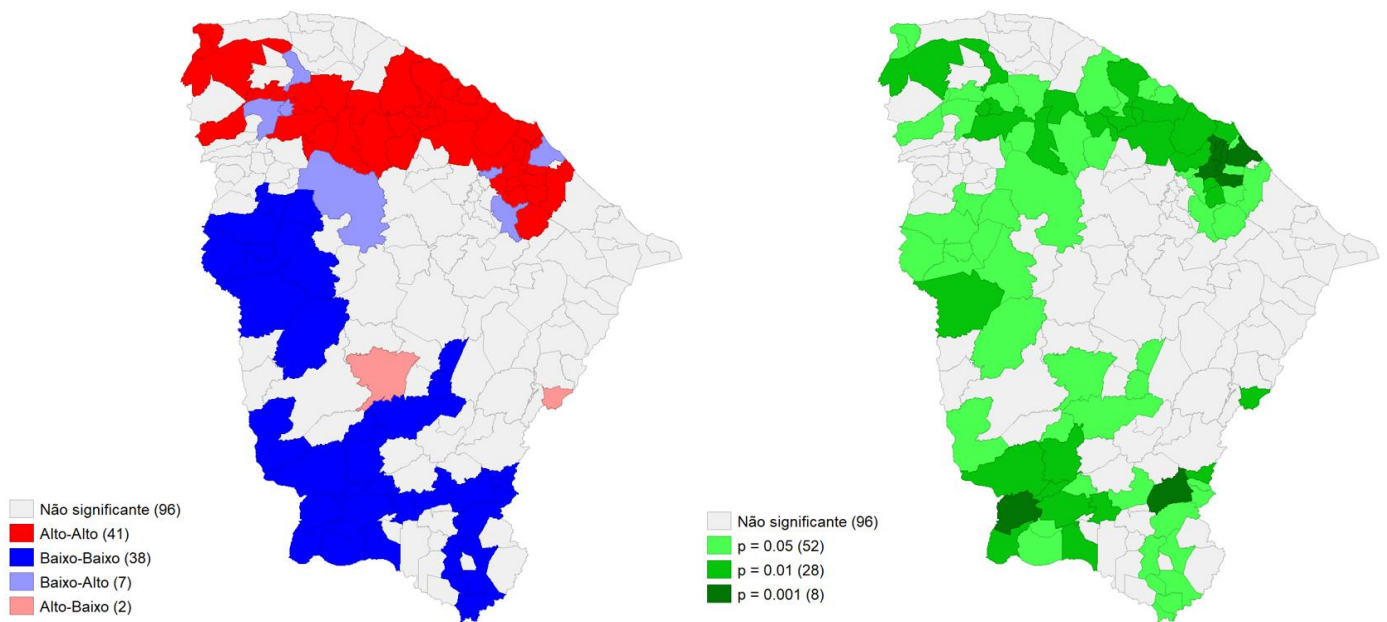 Não significante (96)
Alto-Alto (41)
Baixo-Baixo (38)
Baixo-Alto (7)
Alto-Baixo (2)
Não significante (96)
p = 0.05 (52)
p = 0.01 (28)
p = 0.001 (8)